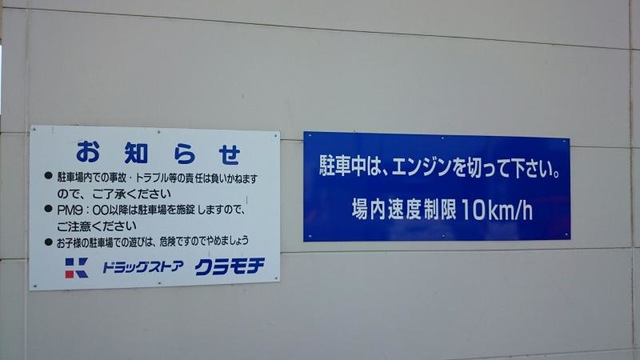 お知らせ
● 駐車場内での事故・トラブル等の責任は負いかねます
ので、ご了承ください
● PM9：00以降は駐車場を施錠しますので、
ご注意ください
● お子様の駐車場での遊びは、危険ですのでやめましょう
K ドラッグストア クラモチ
駐車中は、エンジンを切って下さい。
場内速度制限10km/h